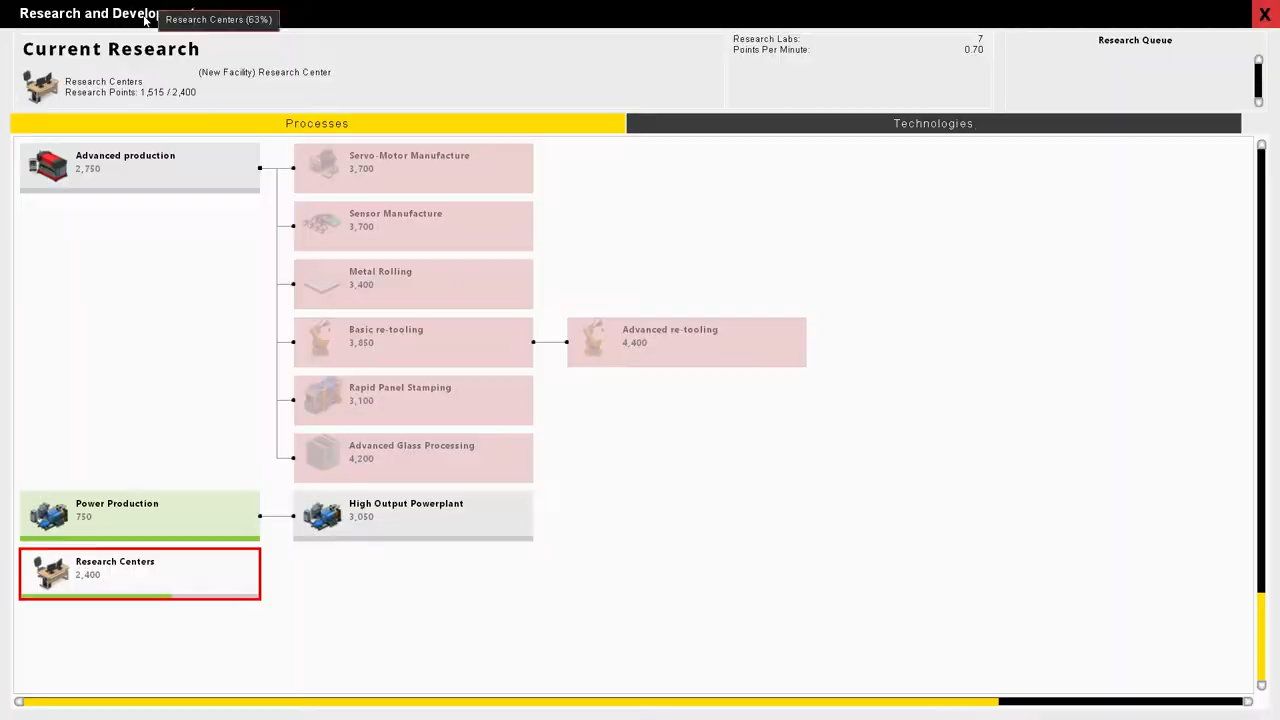 Research and Develop
Research Centers (63%)
X
Current Research
(New Facility) Research Center
Research Centers
Research Points: 1,515 / 2,400
Research Labs: 7
Points Per Minute: 0.70
Research Queue
Processes
Technologies
Advanced production
2,750
Servo-Motor Manufacture
3,700
Sensor Manufacture
3,700
Metal Rolling
3,400
Basic re-tooling
3,850
Advanced re-tooling
4,400
Rapid Panel Stamping
3,100
Advanced Glass Processing
4,200
Power Production
750
High Output Powerplant
3,050
Research Centers
2,400